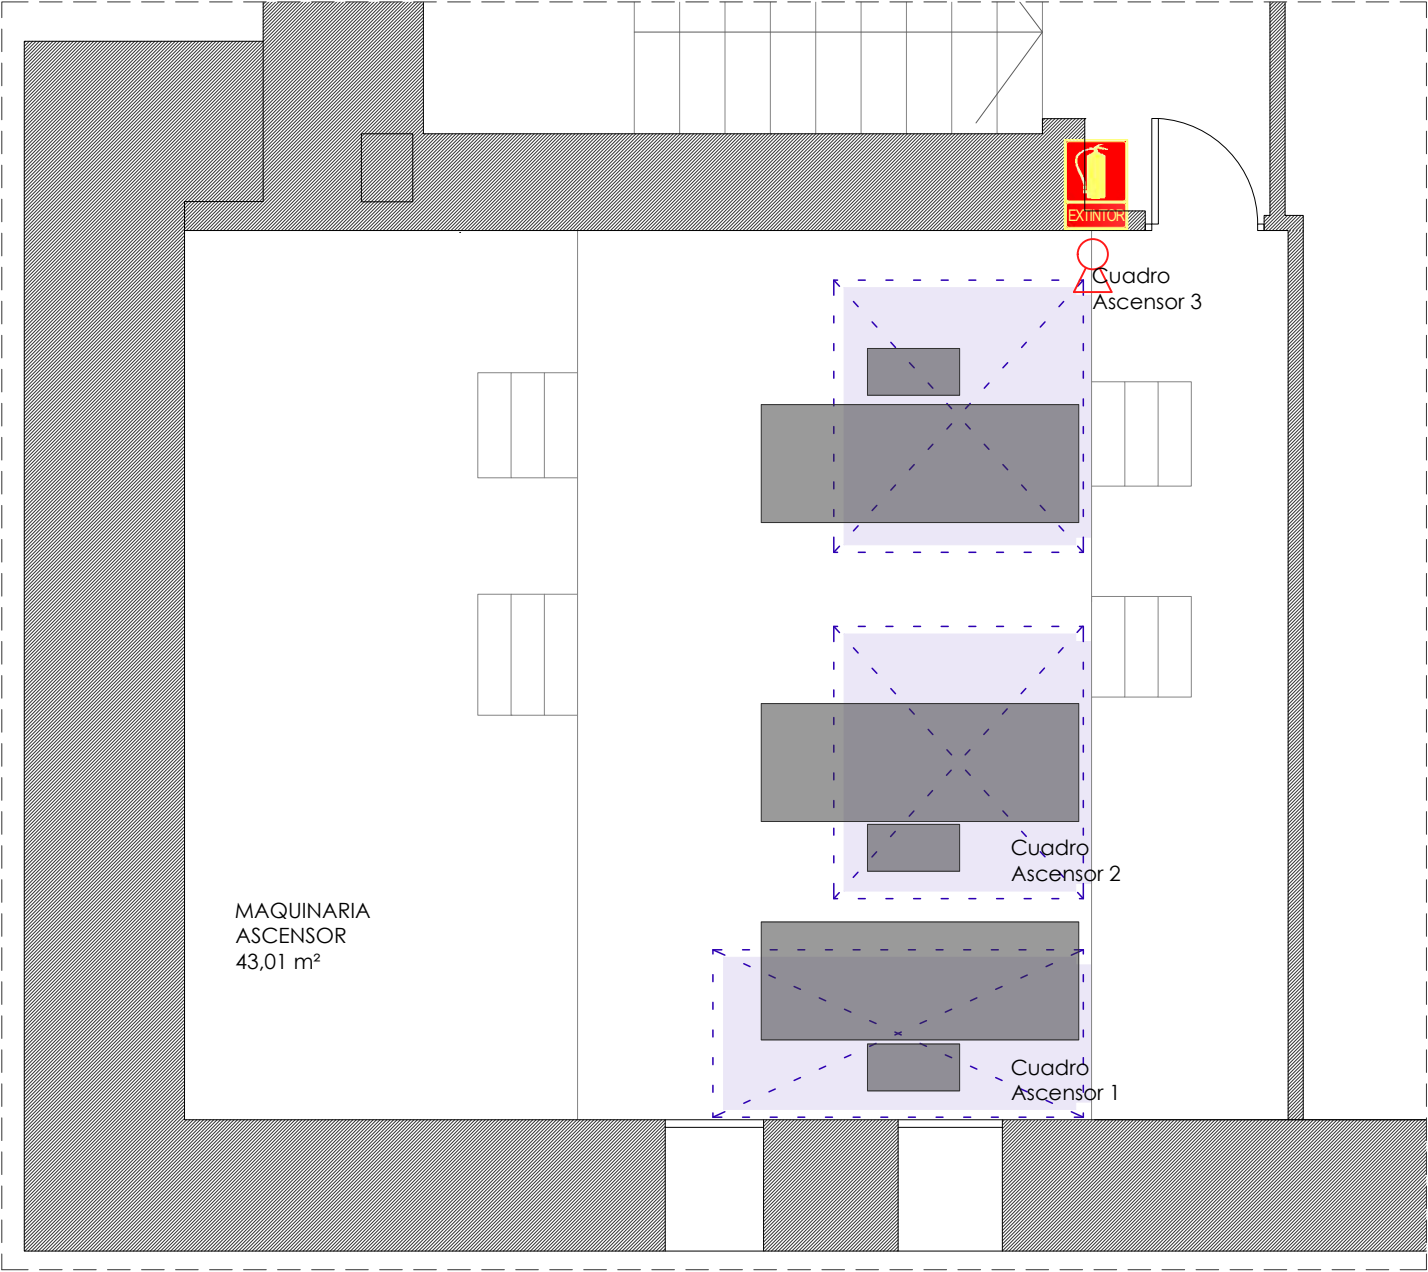 EXTINTOR
Cuadro
Ascensor 3
Cuadro
Ascensor 2
MAQUINARIA
ASCENSOR
43,01 m²
Cuadro
Ascensor 1